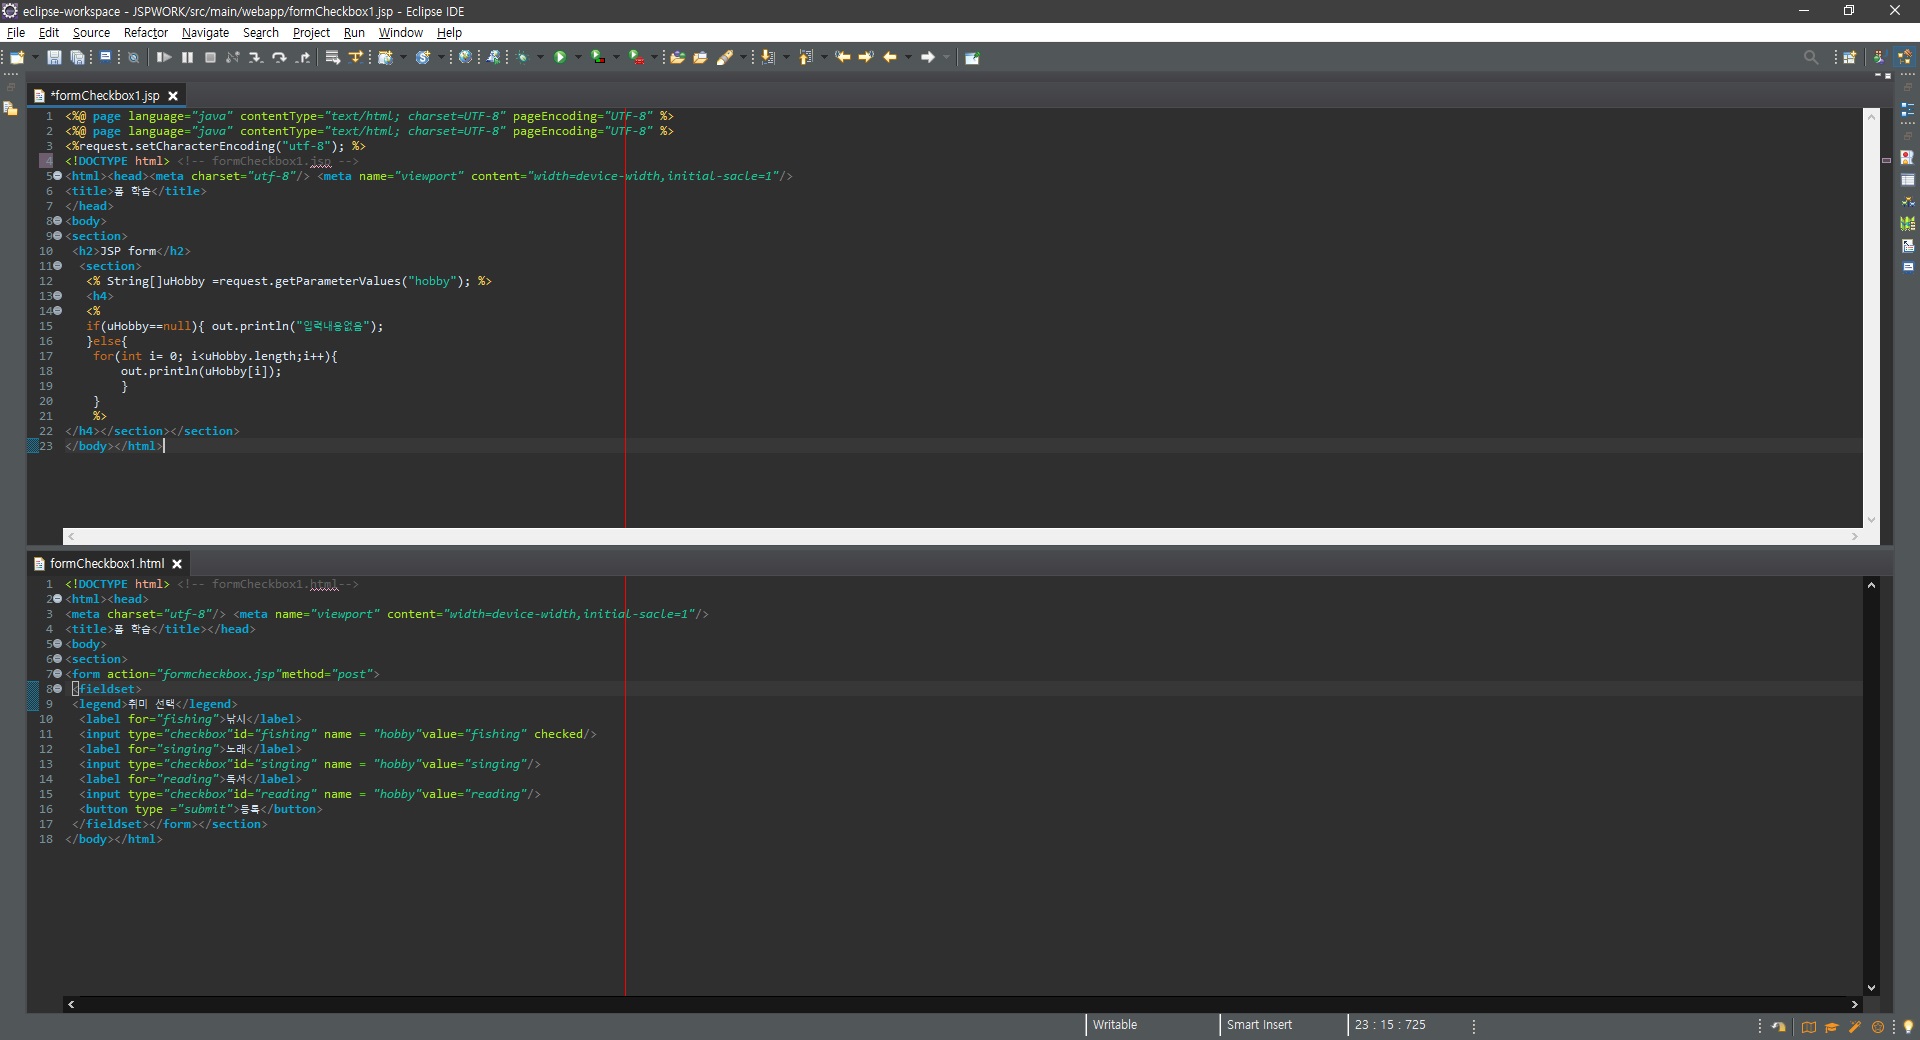 eclipse-workspace - JSPWORK/src/main/webapp/formCheckbox1.jsp - Eclipse IDE
File Edit Source Refactor Navigate Search Project Run Window Help
*formCheckbox1.jsp
1 <%@ page language="java" contentType="text/html; charset=UTF-8" pageEncoding="UTF-8" %>
2 <%@ page language="java" contentType="text/html; charset=UTF-8" pageEncoding="UTF-8" %>
3 <%request.setCharacterEncoding("utf-8"); %>
4 <!DOCTYPE html> <!-- formCheckbox1.jsp -->
5 <html><head><meta charset="utf-8"/> <meta name="viewport" content="width=device-width,initial-sacle=1"/>
6 <title>폼 학습</title>
7 </head>
8 <body>
9 <section>
10 <h2>JSP form</h2>
11 <section>
12 <% String[]uHobby =request.getParameterValues("hobby"); %>
13 <h4>
14 <%
15 if(uHobby==null){ out.println("입력내용없음");
16 }else{
17 for(int i= 0; i<uHobby.length;i++){
18 out.println(uHobby[i]);
19 }
20 }
21 %>
22 </h4></section></section>
23 </body></html>
formCheckbox1.html
1 <!DOCTYPE html> <!-- formCheckbox1.html-->
2 <html><head>
3 <meta charset="utf-8"/> <meta name="viewport" content="width=device-width,initial-sacle=1"/>
4 <title>폼 학습</title></head>
5 <body>
6 <section>
7 <form action="formcheckbox.jsp"method="post">
8 <fieldset>
9 <legend>취미 선택</legend>
10 <label for="fishing">낚시</label>
11 <input type="checkbox"id="fishing" name = "hobby"value="fishing" checked/>
12 <label for="singing">노래</label>
13 <input type="checkbox"id="singing" name = "hobby"value="singing"/>
14 <label for="reading">독서</label>
15 <input type="checkbox"id="reading" name = "hobby"value="reading"/>
16 <button type ="submit">등록</button>
17 </fieldset></form></section>
18 </body></html>
Writable Smart Insert 23 : 15 : 725